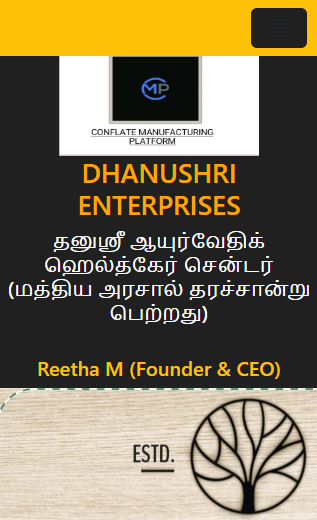 CMP
CONFLATE MANUFACTURING
PLATFORM
DHANUSHRI
ENTERPRISES
தனுஸ்ரீ ஆயுர்வேதிக்
ஹெல்த்கேர் சென்டர்
(மத்திய அரசால் தரச்சான்று
பெற்றது)
Reetha M (Founder & CEO)
ESTD.